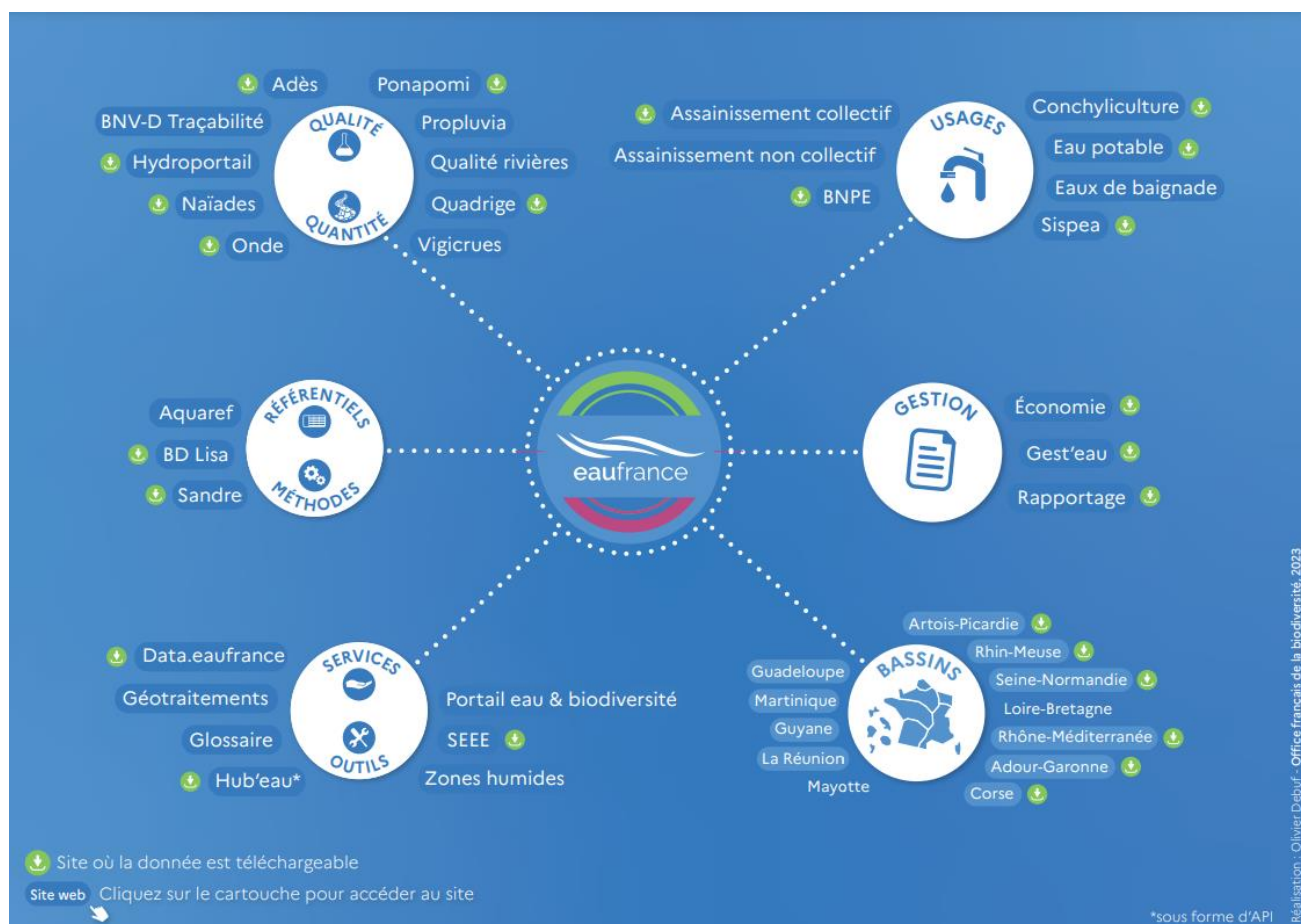 Adès
Ponapomi
BNV-D Traçabilité
Propluvia
Hydroportail
Qualité rivières
Naïades
Quadrige
Onde
Vigicrues
QUALITÉ
QUANTITÉ
Assainissement collectif
Assainissement non collectif
BNPE
USAGES
Conchyliculture
Eau potable
Eaux de baignade
Sispea
Aquaref
BD Lisa
Sandre
RÉFÉRENTIELS
MÉTHODES
eaufrance
GESTION
Économie
Gest'eau
Rapportage
Data.eaufrance
Géotraitements
Glossaire
Hub'eau*
SERVICES
OUTILS
Portail eau & biodiversité
SEEE
Zones humides
Guadeloupe
Martinique
Guyane
La Réunion
Mayotte
BASSINS
Artois-Picardie
Rhin-Meuse
Seine-Normandie
Loire-Bretagne
Rhône-Méditerranée
Adour-Garonne
Corse
Site où la donnée est téléchargeable
Site web Cliquez sur le cartouche pour accéder au site
*sous forme d'API
Réalisation : Olivier Debuf - Office français de la biodiversité, 2023